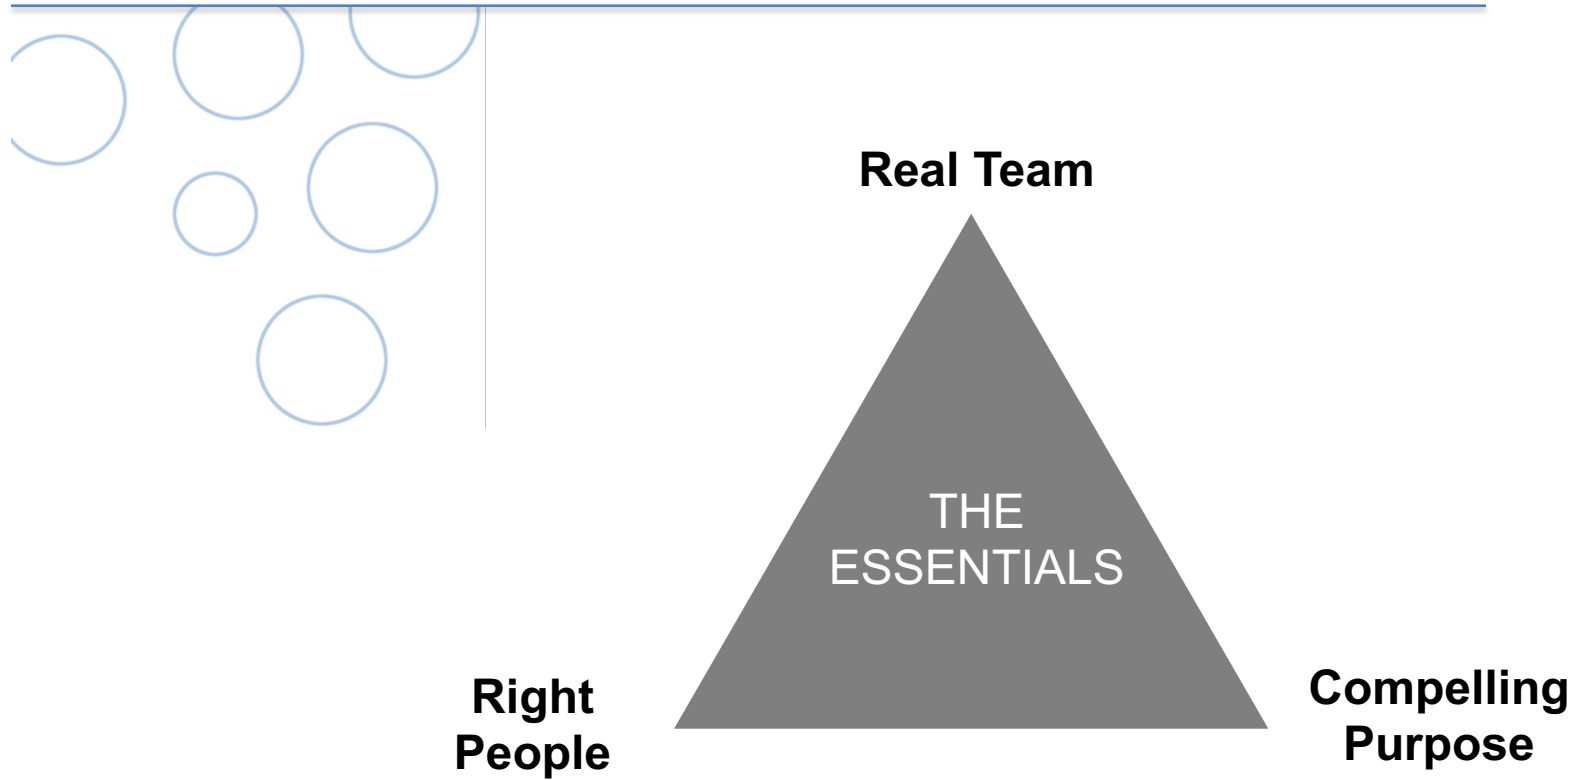 Real Team
THE
ESSENTIALS
Right
People
Compelling
Purpose